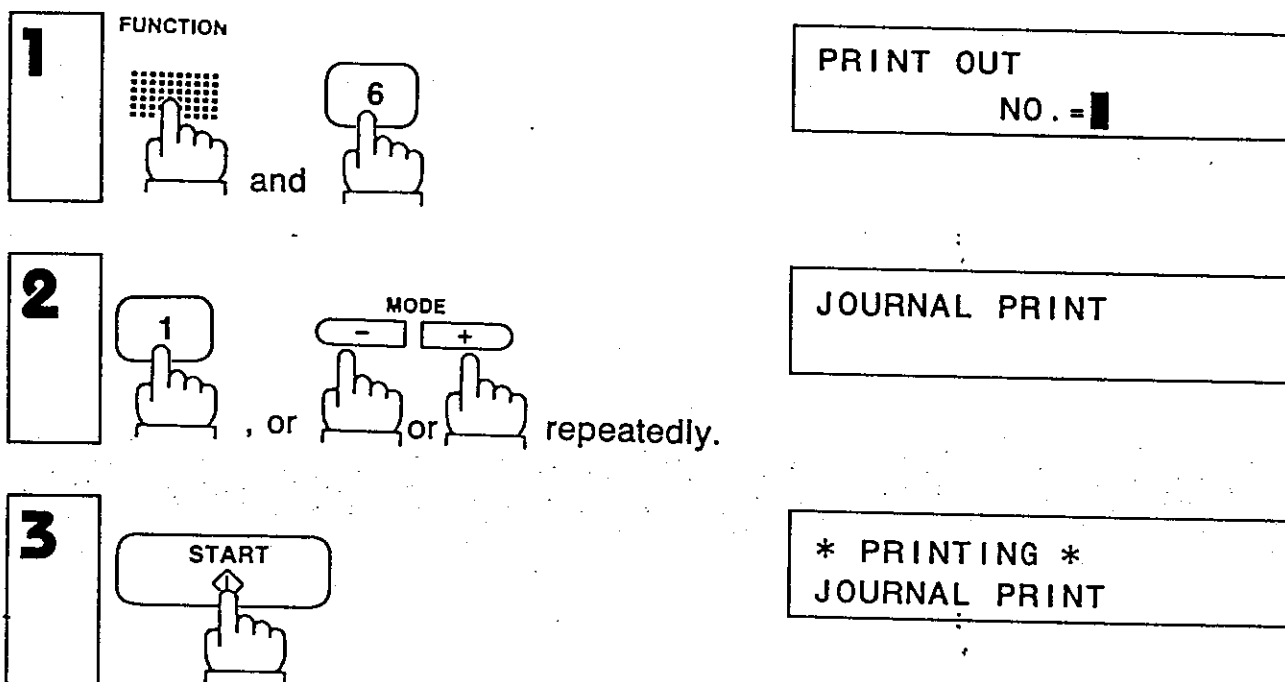 1
FUNCTION
6
and
PRINT OUT
NO.=
2
1
MODE
- +
, or or repeatedly.
JOURNAL PRINT
3
START
* PRINTING *
JOURNAL PRINT